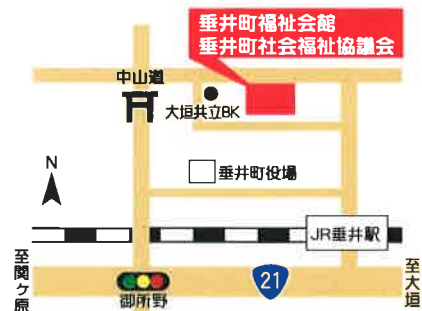 垂井町福祉会館
垂井町社会福祉協議会
中山道
大垣共立BK
N
垂井町役場
JR垂井駅
至関ヶ原
至大垣
21
御所野